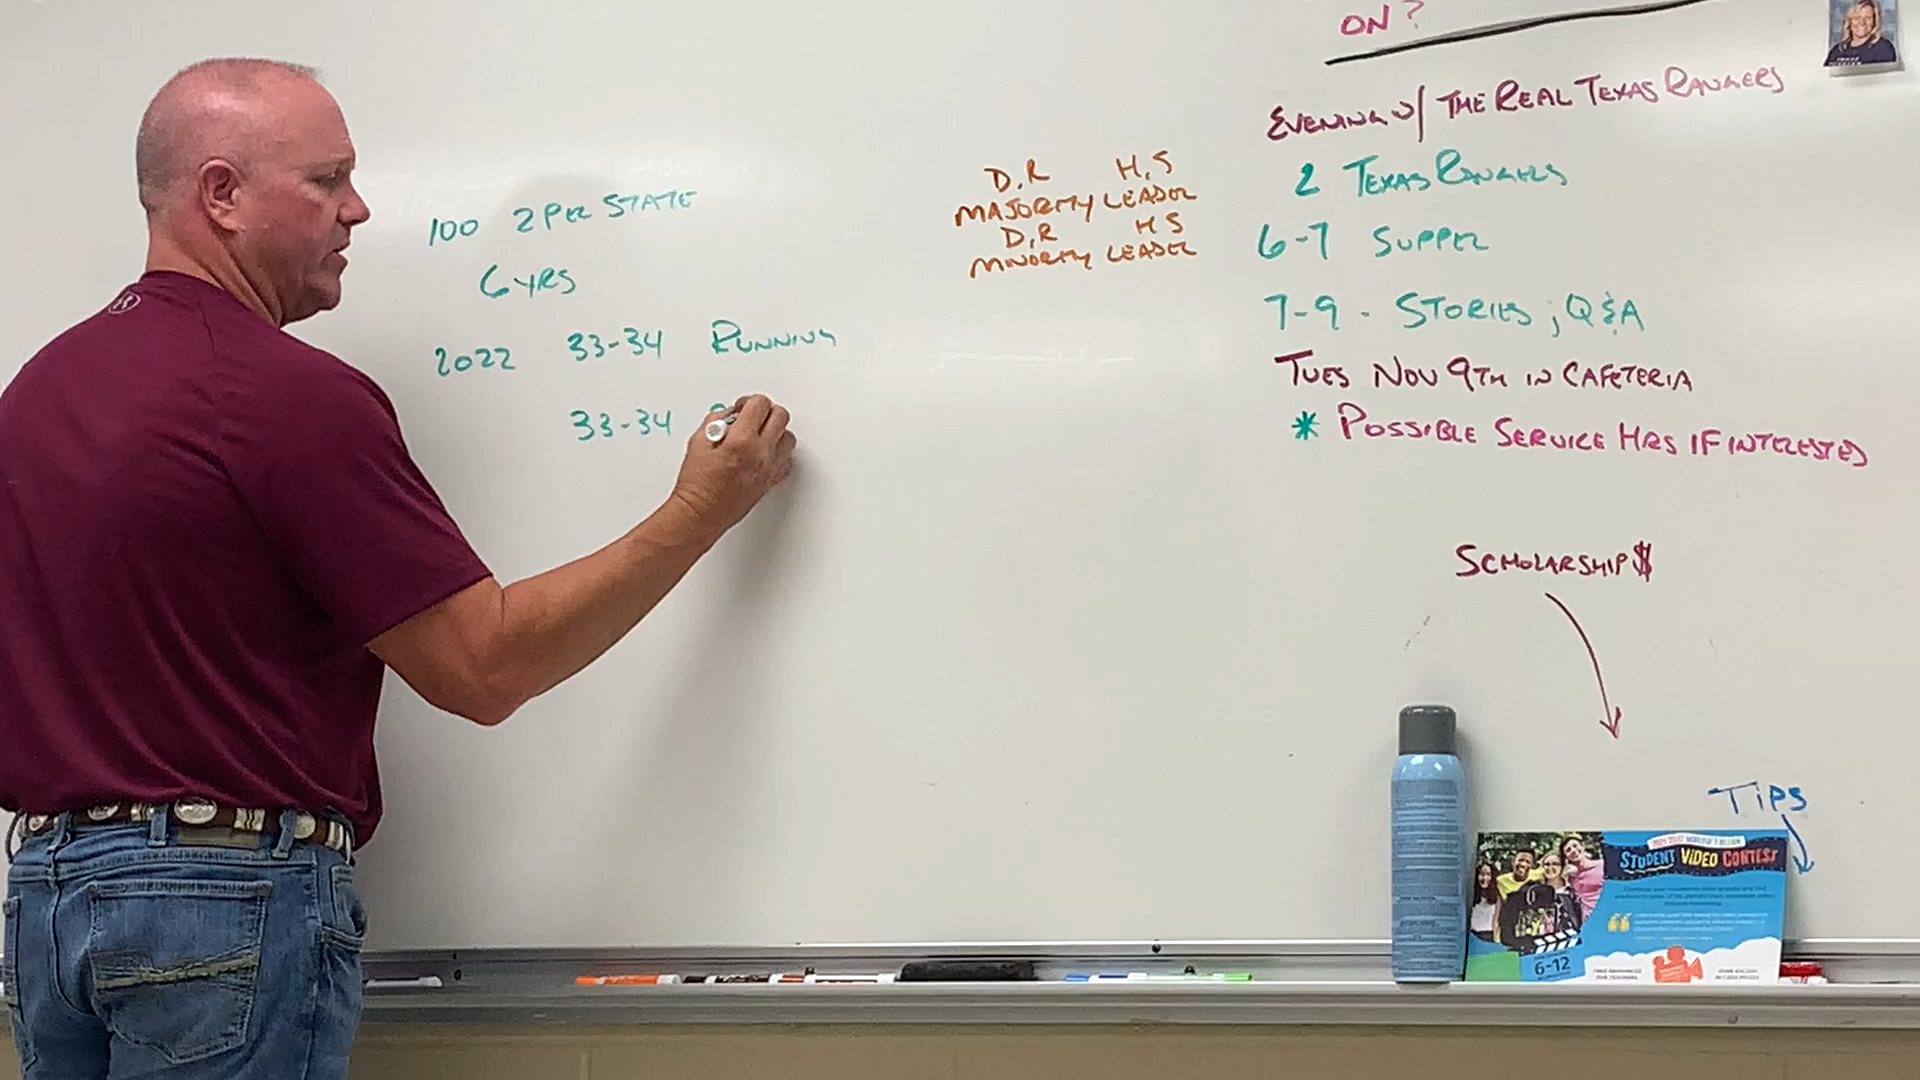 100 2 PER STATE
6 YRS
2022 33-34 RUNNING
33-34
D,R H,S
MAJORITY LEADER
D,R H S
MINORITY LEADER
ON?
EVENING W/ THE REAL TEXAS RANGERS
2 TEXAS RANGERS
6-7 SUPPER
7-9 - STORIES ; Q&A
TUES NOV 9TH IN CAFETERIA
* POSSIBLE SERVICE HRS IF INTERESTED
SCHOLARSHIP$
TiPS
STUDENT ViDEO CONTEST
6-12